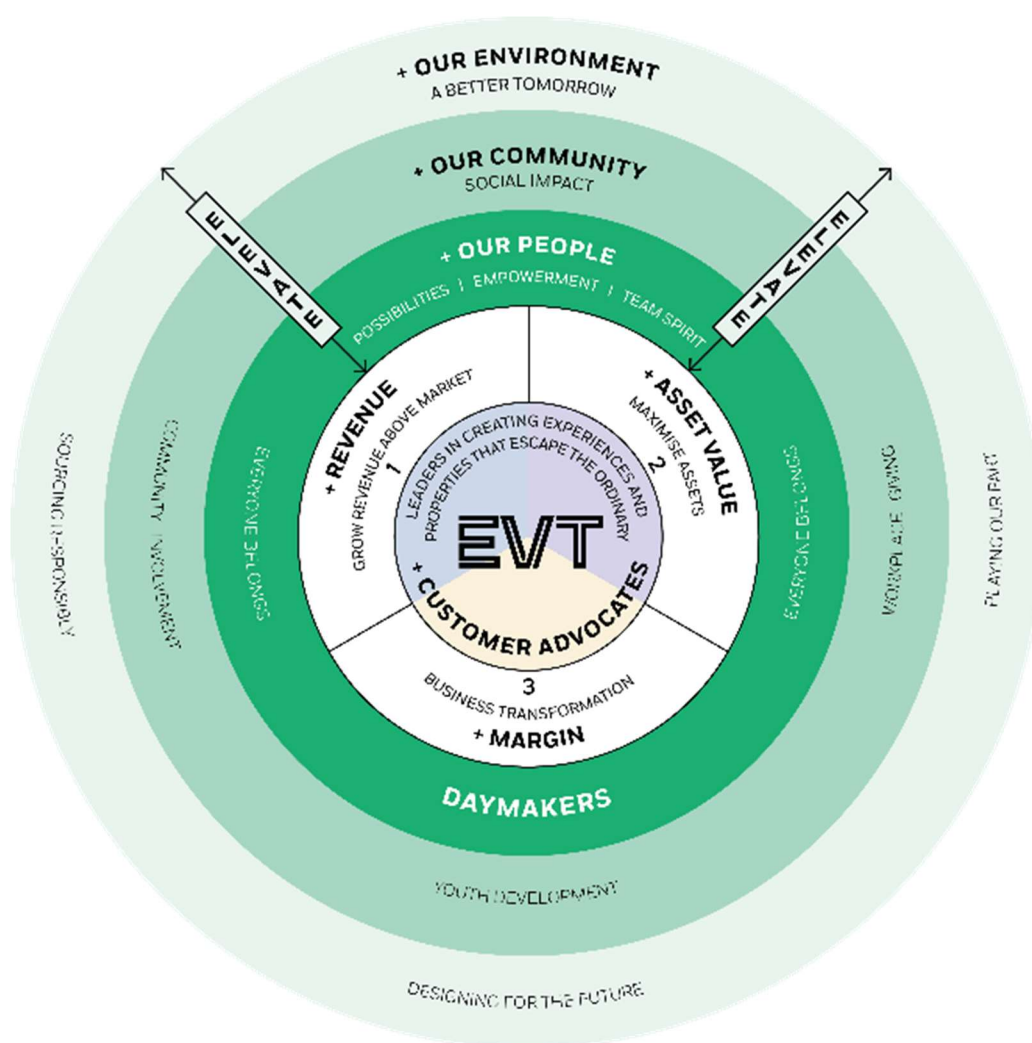 + OUR ENVIRONMENT
A BETTER TOMORROW
+ OUR COMMUNITY
SOCIAL IMPACT
+ OUR PEOPLE
POSSIBILITIES | EMPOWERMENT | TEAM SPIRIT
ELEVATE
ELEVATE
+ REVENUE
GROW REVENUE ABOVE MARKET
1
+ ASSET VALUE
MAXIMISE ASSETS
2
LEADERS IN CREATING EXPERIENCES AND
PROPERTIES THAT ESCAPE THE ORDINARY
EVT
+ CUSTOMER ADVOCATES
3
BUSINESS TRANSFORMATION
+ MARGIN
SOURCING RESPONSIBLY
COMMUNITY INVOLVEMENT
EVERYONE BELONGS
EVERYONE BELONGS
WORKPLACE GIVING
PLAYING OUR PART
DAYMAKERS
YOUTH DEVELOPMENT
DESIGNING FOR THE FUTURE